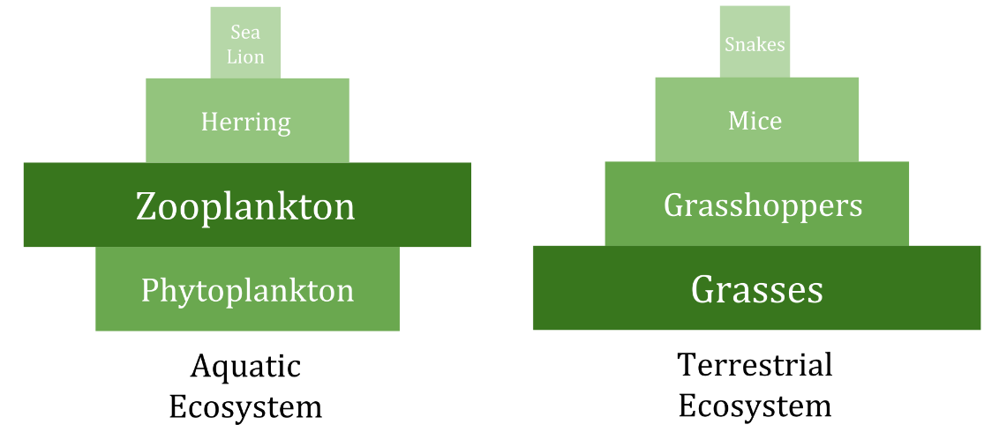 Sea
Lion
Herring
Zooplankton
Phytoplankton
Aquatic
Ecosystem
Snakes
Mice
Grasshoppers
Grasses
Terrestrial
Ecosystem